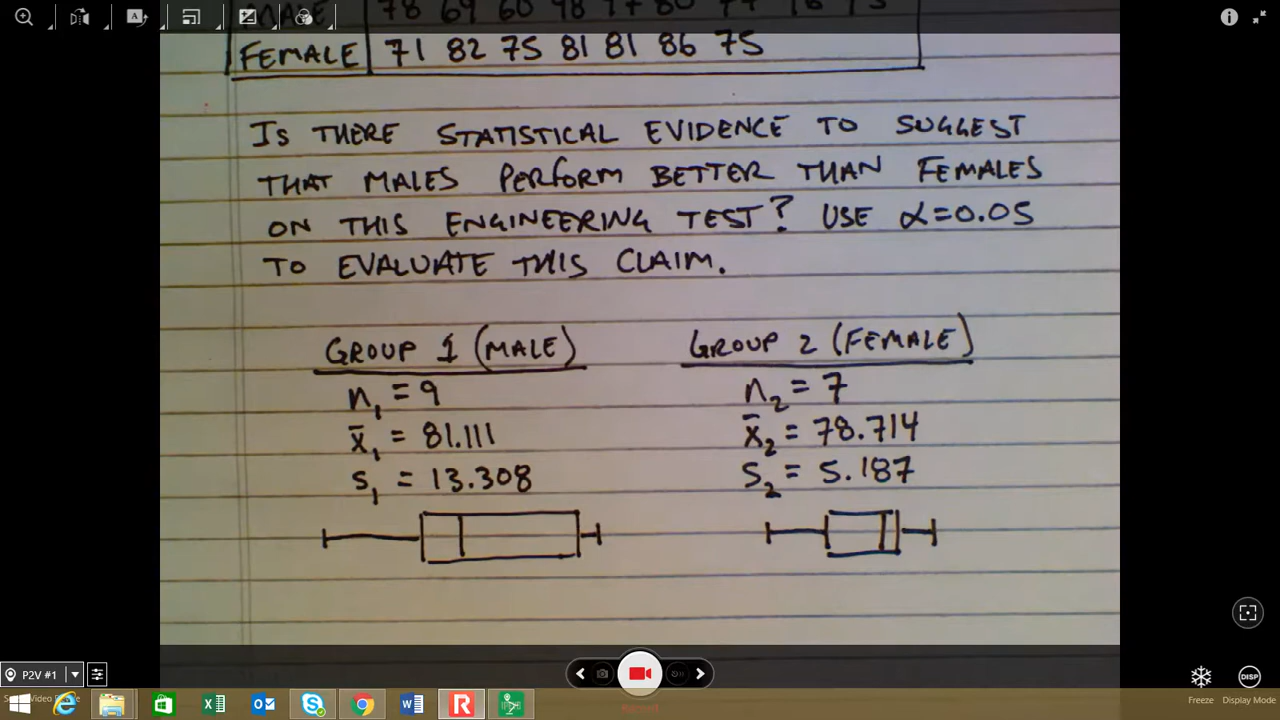 FEMALE 71 82 75 81 81 86 75
IS THERE STATISTICAL EVIDENCE TO SUGGEST
THAT MALES PERFORM BETTER THAN FEMALES
ON THIS ENGINEERING TEST? USE α=0.05
TO EVALUATE THIS CLAIM.
GROUP 1 (MALE)
n₁ = 9
x̄₁ = 81.111
s₁ = 13.308
GROUP 2 (FEMALE)
n₂ = 7
x̄₂ = 78.714
s₂ = 5.187
P2V #1
Freeze
Display Mode